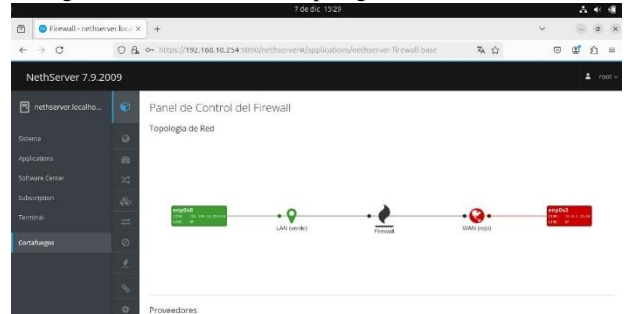 7 de dic 15:29
Firewall - nethserver.loca
https://192.168.10.254:9090/nethserver#/applications/nethserver-firewall-base
NethServer 7.9.2009
root
nethserver.localho...
Panel de Control del Firewall
Topologia de Red
Sistema
Applications
Software Center
Subscription
Terminal
Cortafuegos
enp0s8
LAN (verde)
Firewall
WAN (rojo)
enp0s3
Proveedores